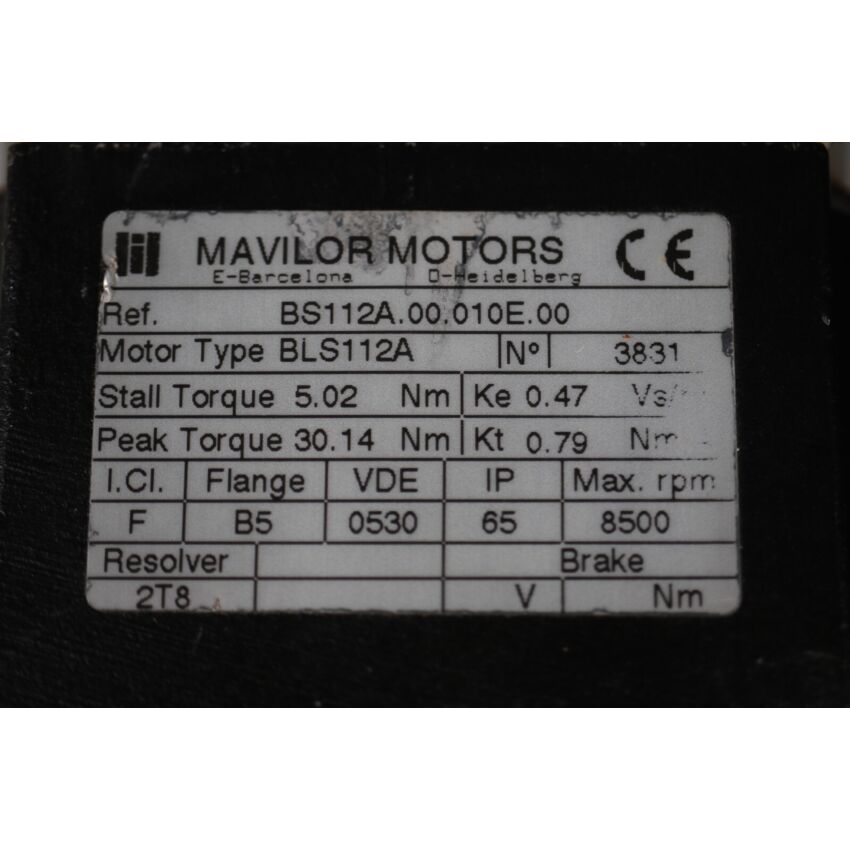 MAVILOR MOTORS CE
E-Barcelona D-Heidelberg
Ref. BS112A.00.010E.00
Motor Type BLS112A Nº 3831
Stall Torque 5.02 Nm Ke 0.47
Peak Torque 30.14 Nm Kt 0.79
I.Cl. Flange VDE IP Max. rpm
F B5 0530 65 8500
Resolver Brake
2T8 V Nm